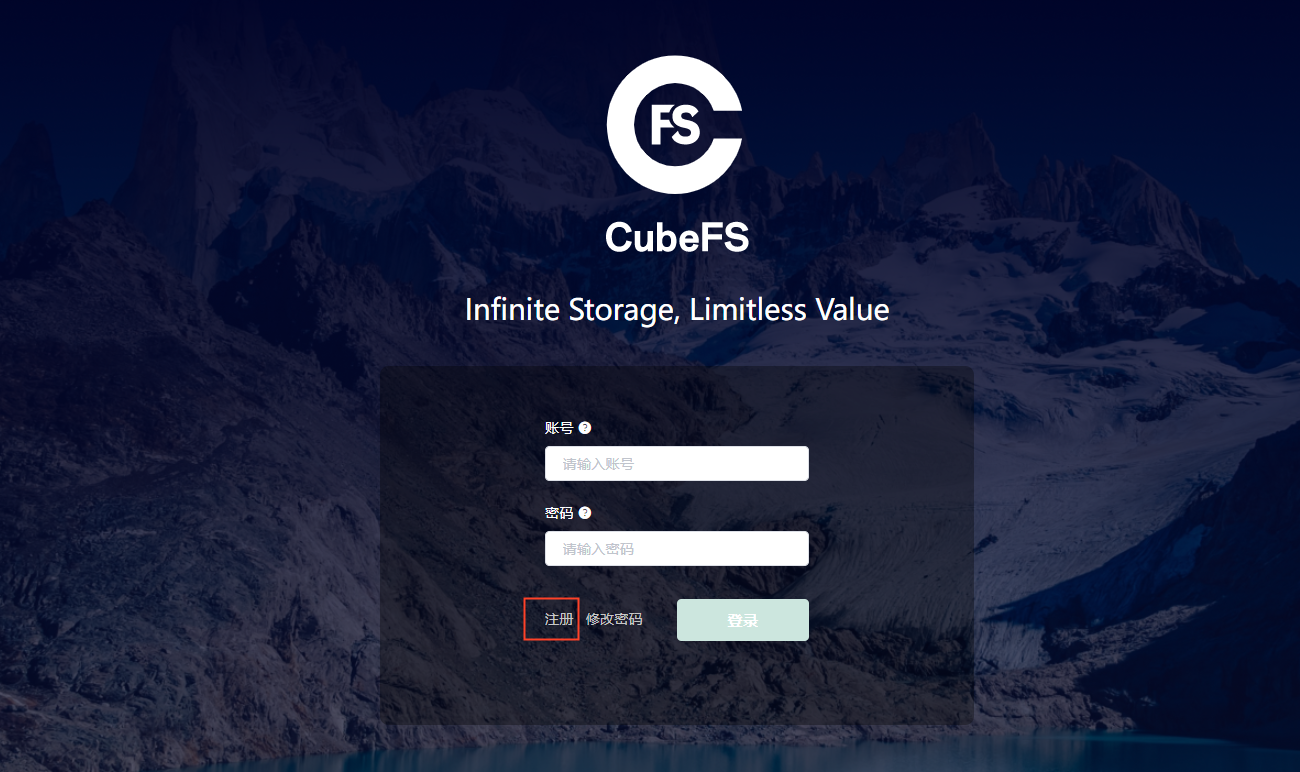 FS
CubeFS
Infinite Storage, Limitless Value
账号 ?
请输入账号
密码 ?
请输入密码
注册 修改密码 登录